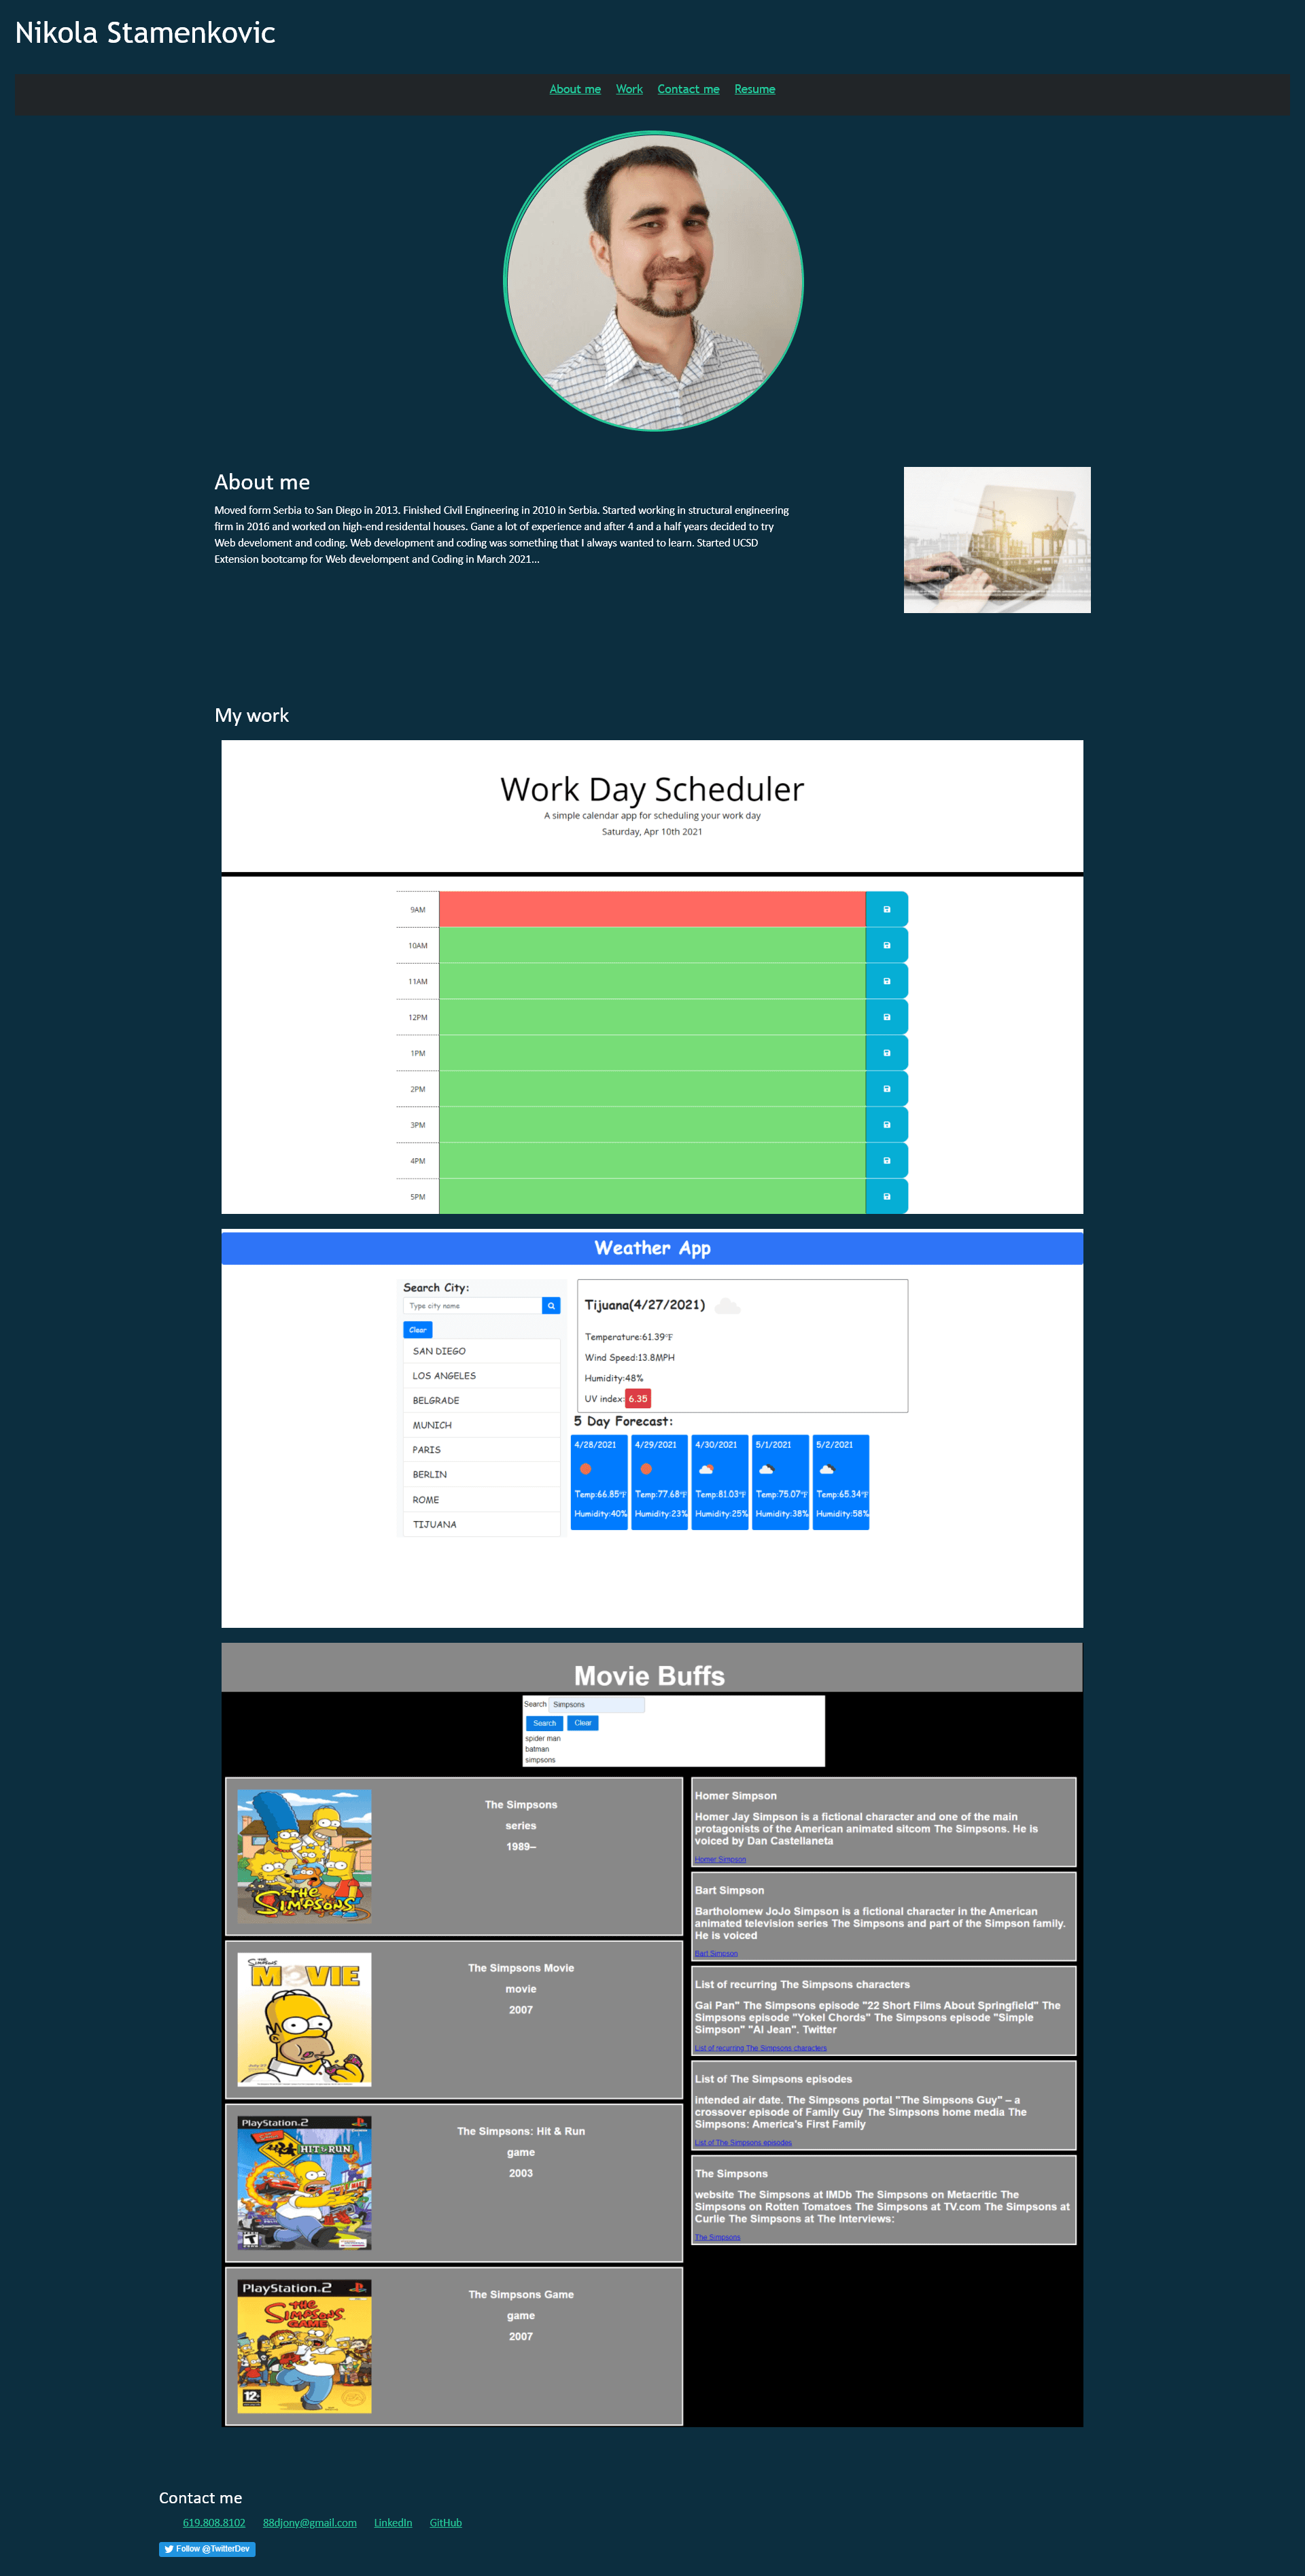 Nikola Stamenkovic
About me Work Contact me Resume
About me
Moved form Serbia to San Diego in 2013. Finished Civil Engineering in 2010 in Serbia. Started working in structural engineering
firm in 2016 and worked on high-end residental houses. Gane a lot of experience and after 4 and a half years decided to try
Web develoment and coding. Web development and coding was something that I always wanted to learn. Started UCSD
Extension bootcamp for Web develompent and Coding in March 2021...
My work
Work Day Scheduler
A simple calendar app for scheduling your work day
Saturday, Apr 10th 2021
9AM
10AM
11AM
12PM
1PM
2PM
3PM
4PM
5PM
Weather App
Search City:
Type city name
Clear
SAN DIEGO
LOS ANGELES
BELGRADE
MUNICH
PARIS
BERLIN
ROME
TIJUANA
Tijuana(4/27/2021)
Temperature:61.39°F
Wind Speed:13.8MPH
Humidity:48%
UV index:6.35
5 Day Forecast:
4/28/2021 4/29/2021 4/30/2021 5/1/2021 5/2/2021
Temp:66.85°F Temp:77.68°F Temp:81.03°F Temp:75.07°F Temp:65.34°F
Humidity:40% Humidity:23% Humidity:25% Humidity:38% Humidity:58%
Movie Buffs
Search Simpsons
Search Clear
spider man
batman
simpsons
THE SIMPSONS
The Simpsons
series
1989–
THE SIMPSONS MOVIE
The Simpsons Movie
movie
2007
PlayStation.2
HIT & RUN
The Simpsons: Hit & Run
game
2003
PlayStation.2
THE SIMPSONS GAME
12+
The Simpsons Game
game
2007
Homer Simpson
Homer Jay Simpson is a fictional character and one of the main
protagonists of the American animated sitcom The Simpsons. He is
voiced by Dan Castellaneta
Homer Simpson
Bart Simpson
Bartholomew JoJo Simpson is a fictional character in the American
animated television series The Simpsons and part of the Simpson family.
He is voiced
Bart Simpson
List of recurring The Simpsons characters
Gai Pan" The Simpsons episode "22 Short Films About Springfield" The
Simpsons episode "Yokel Chords" The Simpsons episode "Simple
Simpson" "Al Jean". Twitter
List of recurring The Simpsons characters
List of The Simpsons episodes
intended air date. The Simpsons portal "The Simpsons Guy" – a
crossover episode of Family Guy The Simpsons home media The
Simpsons: America's First Family
List of The Simpsons episodes
The Simpsons
website The Simpsons at IMDb The Simpsons on Metacritic The
Simpsons on Rotten Tomatoes The Simpsons at TV.com The Simpsons at
Curlie The Simpsons at The Interviews:
The Simpsons
Contact me
619.808.8102 88djony@gmail.com LinkedIn GitHub
Follow @TwitterDev